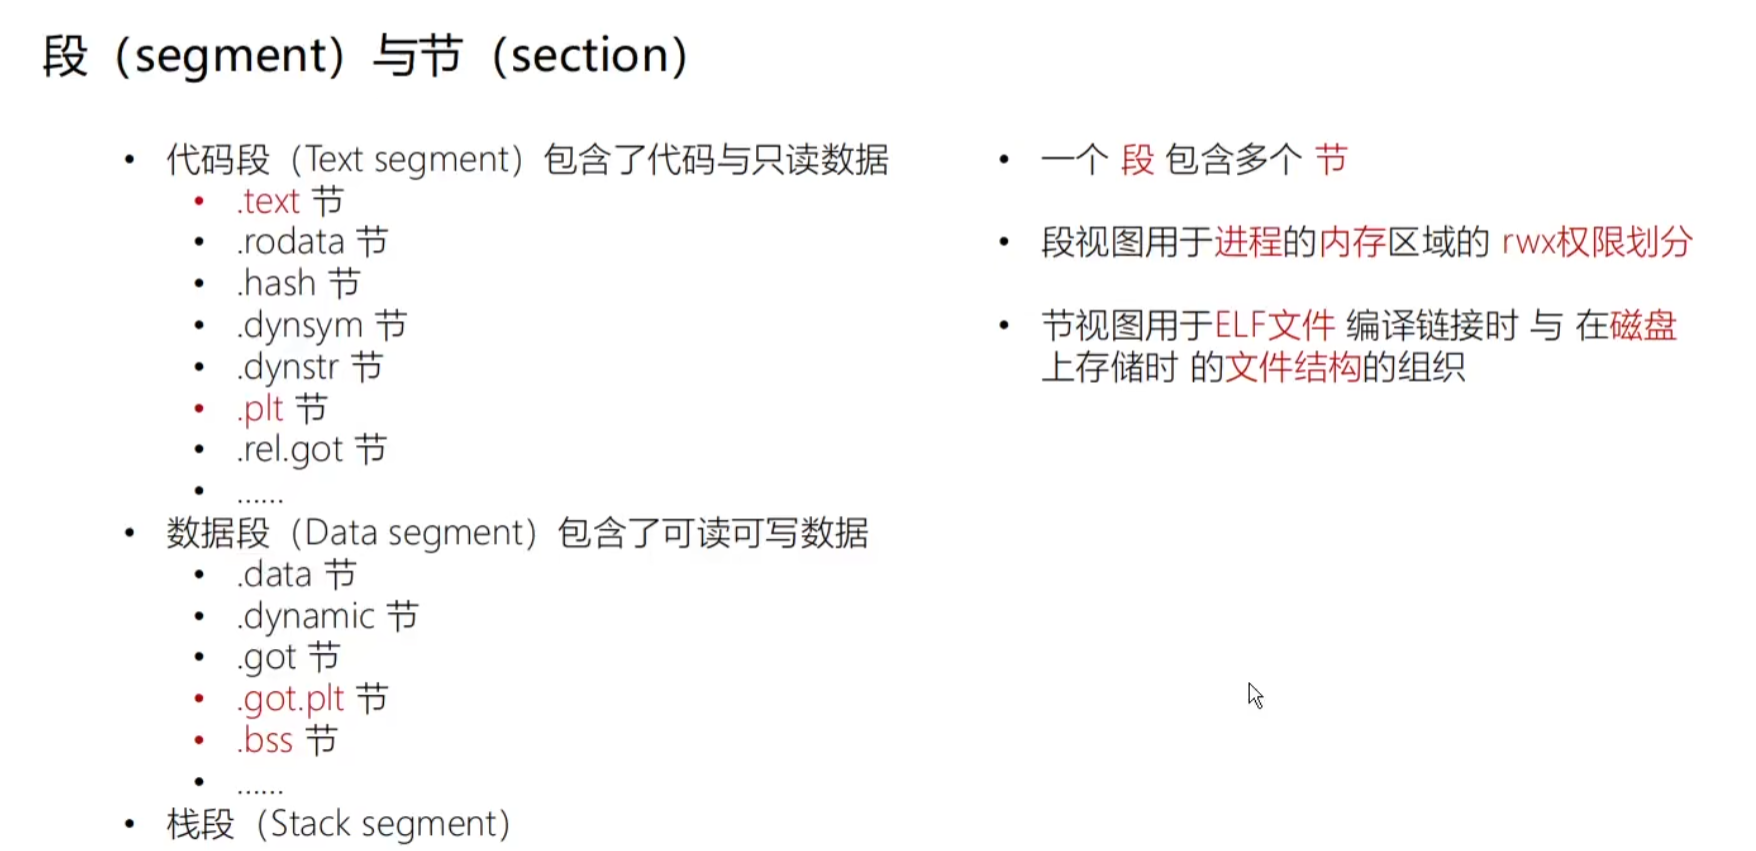 段（segment）与节（section）
• 代码段（Text segment）包含了代码与只读数据
• .text 节
• .rodata 节
• .hash 节
• .dynsym 节
• .dynstr 节
• .plt 节
• .rel.got 节
• ……
• 数据段（Data segment）包含了可读可写数据
• .data 节
• .dynamic 节
• .got 节
• .got.plt 节
• .bss 节
• ……
• 栈段（Stack segment）
• 一个 段 包含多个 节
• 段视图用于进程的内存区域的 rwx权限划分
• 节视图用于ELF文件 编译链接时 与 在磁盘
上存储时 的文件结构的组织